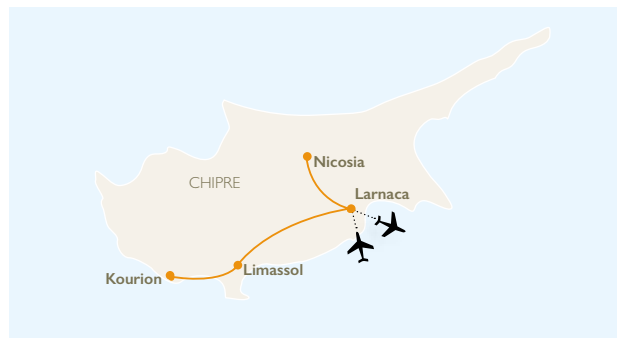 Nicosia
CHIPRE
Larnaca
Limassol
Kourion